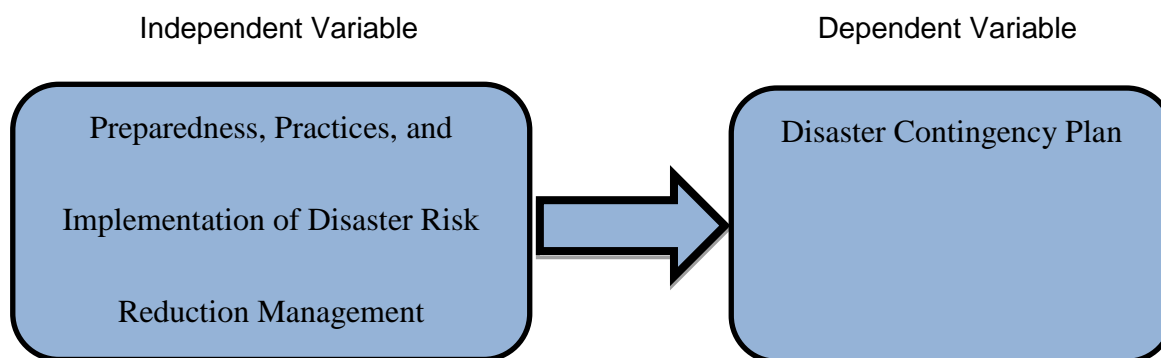 Independent Variable
Dependent Variable
Preparedness, Practices, and
Implementation of Disaster Risk
Reduction Management
Disaster Contingency Plan